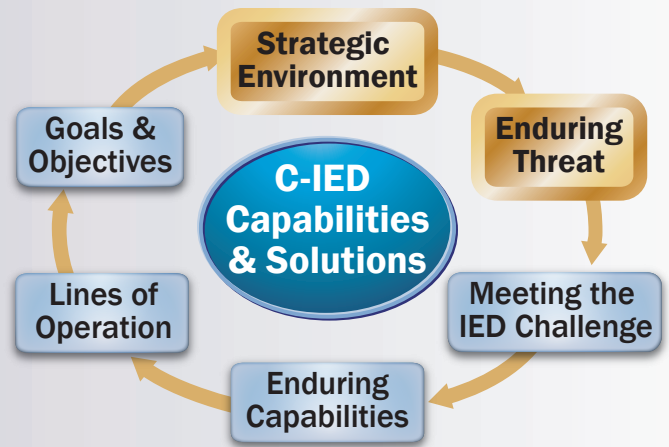 Strategic
Environment
Enduring
Threat
Meeting the
IED Challenge
Enduring
Capabilities
Lines of
Operation
Goals &
Objectives
C-IED
Capabilities
& Solutions